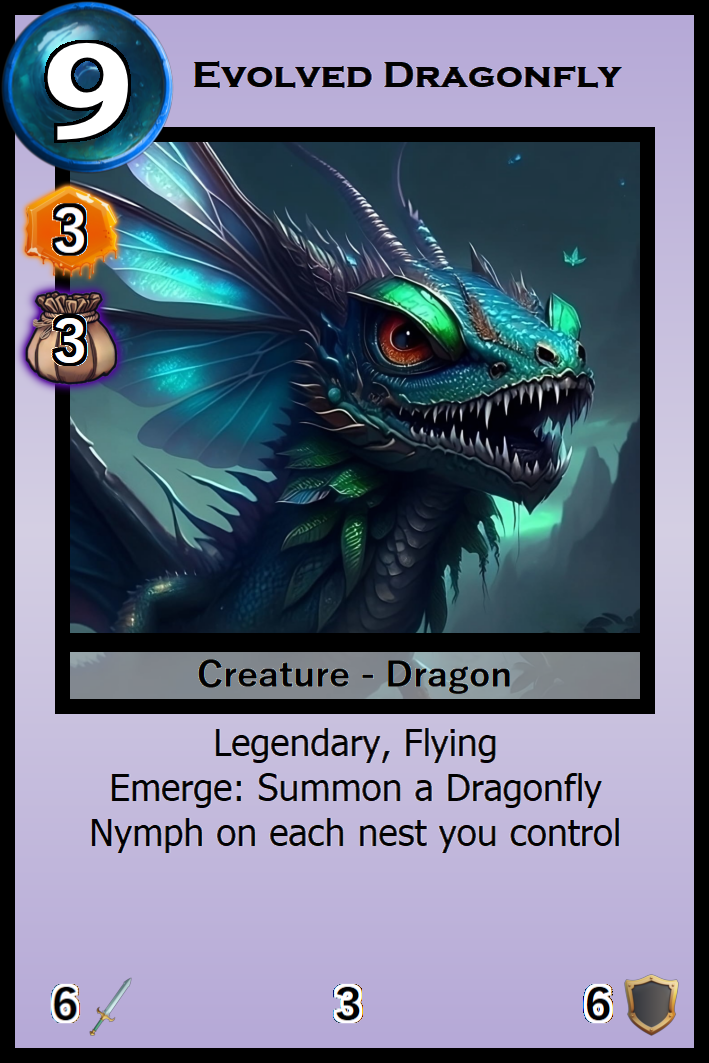 9
Evolved Dragonfly
3
3
Creature - Dragon
Legendary, Flying
Emerge: Summon a Dragonfly
Nymph on each nest you control
6 3 6